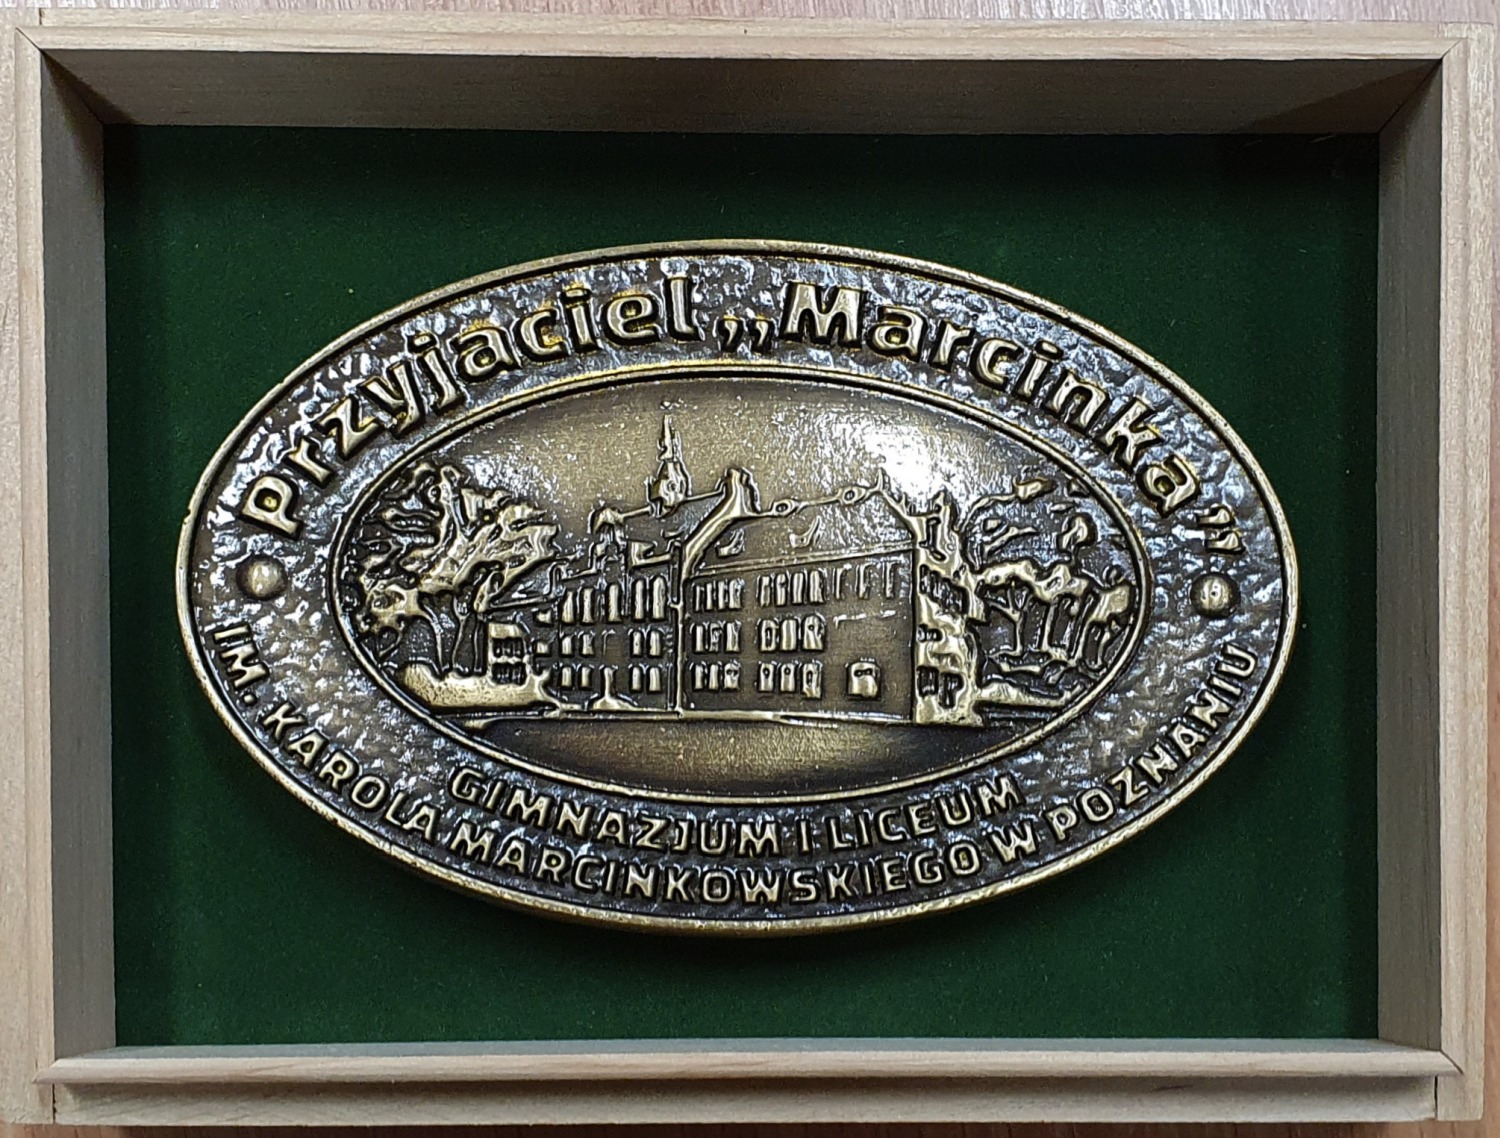 Przyjaciel „Marcinka”
GIMNAZJUM I LICEUM
IM. KAROLA MARCINKOWSKIEGO W POZNANIU